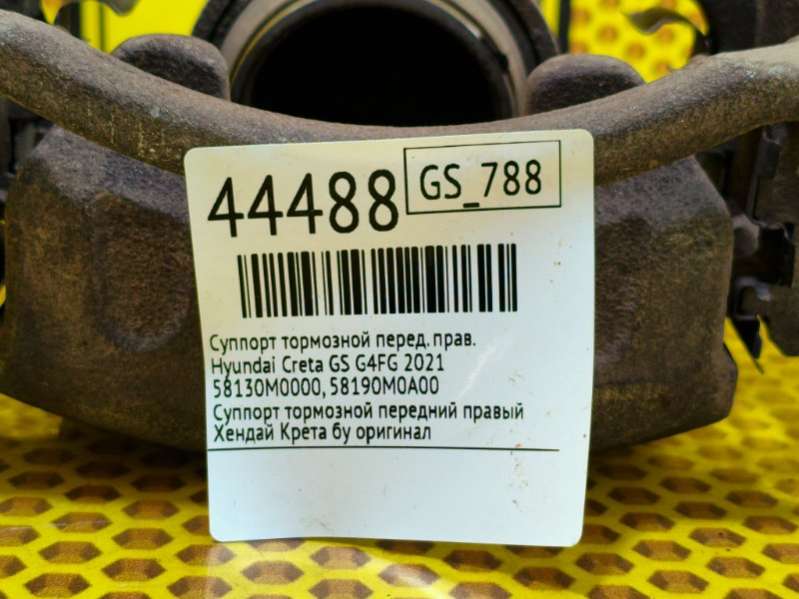 44488
GS_788
Суппорт тормозной перед. прав.
Hyundai Creta GS G4FG 2021
58130M0000, 58190M0A00
Суппорт тормозной передний правый
Хендай Крета бу оригинал